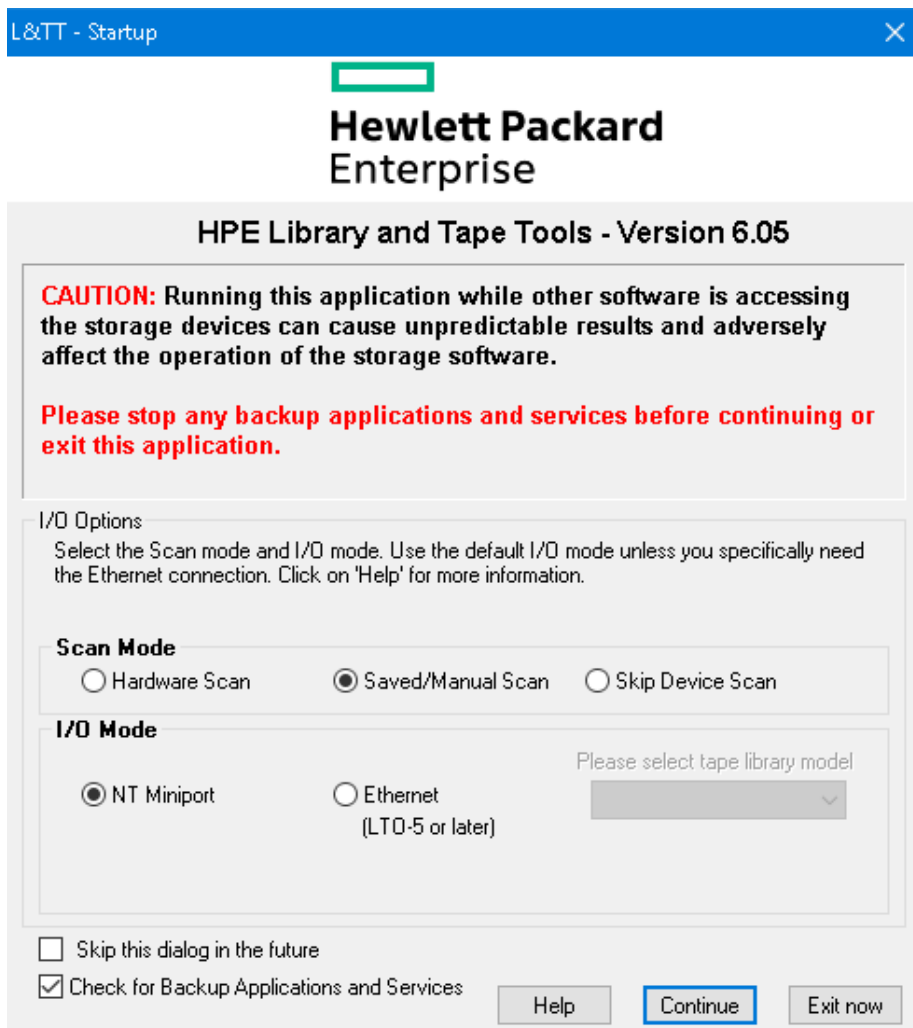 L&TT - Startup
Hewlett Packard
Enterprise
HPE Library and Tape Tools - Version 6.05
CAUTION: Running this application while other software is accessing
the storage devices can cause unpredictable results and adversely
affect the operation of the storage software.
Please stop any backup applications and services before continuing or
exit this application.
I/O Options
Select the Scan mode and I/O mode. Use the default I/O mode unless you specifically need
the Ethernet connection. Click on 'Help' for more information.
Scan Mode
Hardware Scan Saved/Manual Scan Skip Device Scan
I/O Mode
Please select tape library model
NT Miniport Ethernet
(LTO-5 or later)
Skip this dialog in the future
Check for Backup Applications and Services
Help Continue Exit now